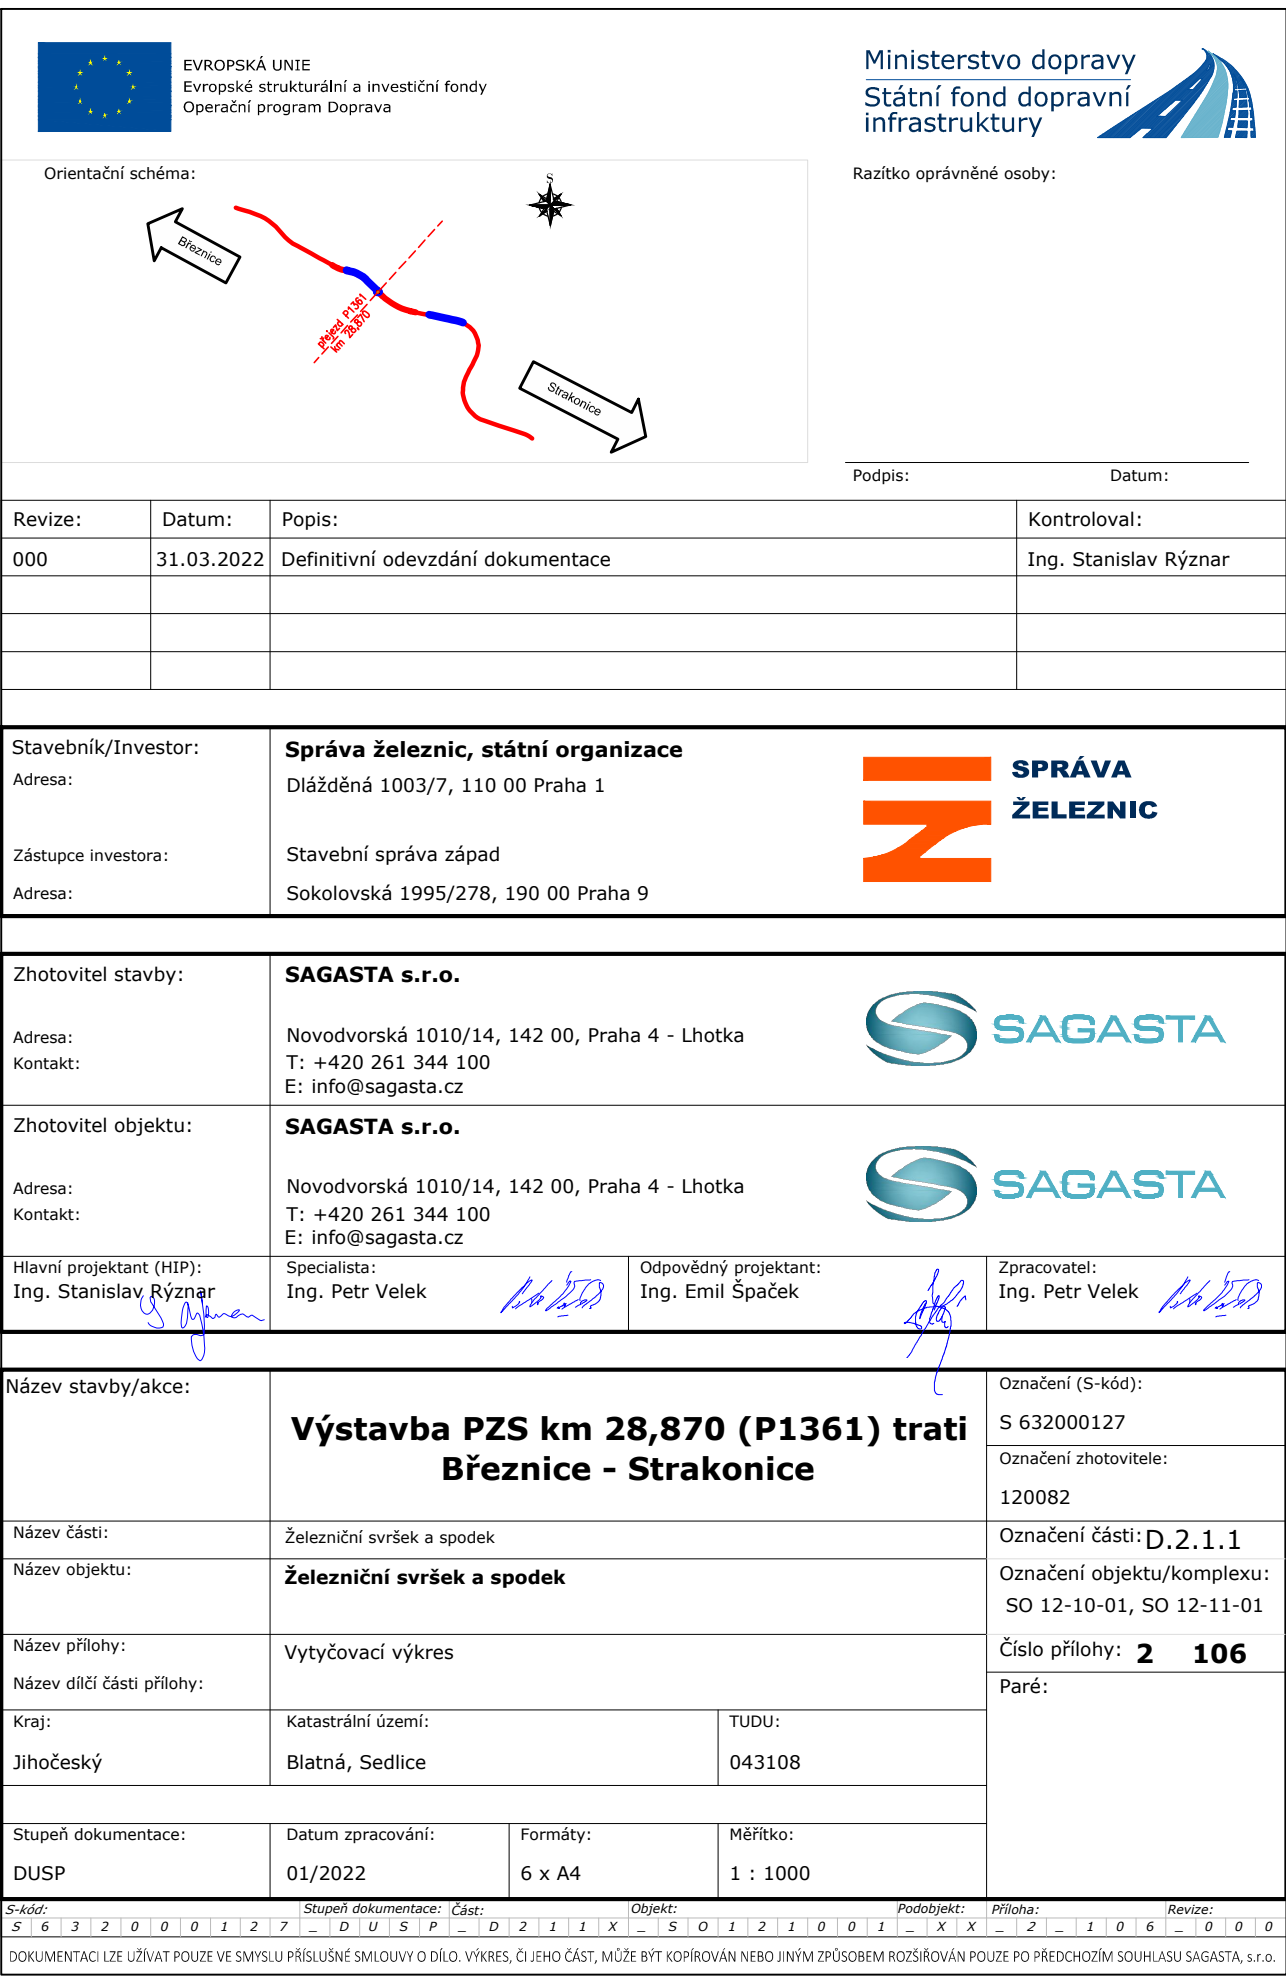 EVROPSKÁ UNIE
Evropské strukturální a investiční fondy
Operační program Doprava
Ministerstvo dopravy
Státní fond dopravní
infrastruktury
Orientační schéma:
Razítko oprávněné osoby:
S
Březnice
přejezd P1361
km 28,870
Strakonice
Podpis: Datum:
Revize: Datum: Popis: Kontroloval:
000 31.03.2022 Definitivní odevzdání dokumentace Ing. Stanislav Rýznar
Stavebník/Investor: Správa železnic, státní organizace
Adresa: Dlážděná 1003/7, 110 00 Praha 1
SPRÁVA
ŽELEZNIC
Zástupce investora: Stavební správa západ
Adresa: Sokolovská 1995/278, 190 00 Praha 9
Zhotovitel stavby: SAGASTA s.r.o.
SAGASTA
Adresa: Novodvorská 1010/14, 142 00, Praha 4 - Lhotka
Kontakt: T: +420 261 344 100
E: info@sagasta.cz
Zhotovitel objektu: SAGASTA s.r.o.
SAGASTA
Adresa: Novodvorská 1010/14, 142 00, Praha 4 - Lhotka
Kontakt: T: +420 261 344 100
E: info@sagasta.cz
Hlavní projektant (HIP): Specialista: Odpovědný projektant: Zpracovatel:
Ing. Stanislav Rýznar Ing. Petr Velek Ing. Emil Špaček Ing. Petr Velek
Název stavby/akce:
Výstavba PZS km 28,870 (P1361) trati
Březnice - Strakonice
Označení (S-kód):
S 632000127
Označení zhotovitele:
120082
Název části: Železniční svršek a spodek Označení části: D.2.1.1
Název objektu: Železniční svršek a spodek Označení objektu/komplexu:
SO 12-10-01, SO 12-11-01
Název přílohy: Vytyčovací výkres Číslo přílohy: 2 106
Název dílčí části přílohy: Paré:
Kraj: Katastrální území: TUDU:
Jihočeský Blatná, Sedlice 043108
Stupeň dokumentace: Datum zpracování: Formáty: Měřítko:
DUSP 01/2022 6 x A4 1 : 1000
S-kód: Stupeň dokumentace: Část: Objekt: Podobjekt: Příloha: Revize:
S 6 3 2 0 0 0 1 2 7 _ D U S P _ D 2 1 1 X _ S O 1 2 1 0 0 1 _ X X _ 2 _ 1 0 6 _ 0 0 0
DOKUMENTACI LZE UŽÍVAT POUZE VE SMYSLU PŘÍSLUŠNÉ SMLOUVY O DÍLO. VÝKRES, ČI JEHO ČÁST, MŮŽE BÝT KOPÍROVÁN NEBO JINÝM ZPŮSOBEM ROZŠIŘOVÁN POUZE PO PŘEDCHOZÍM SOUHLASU SAGASTA, s.r.o.